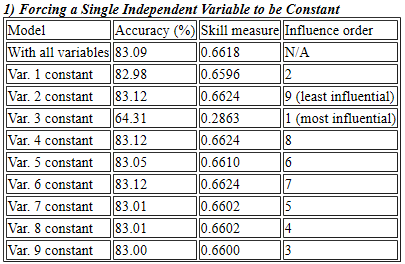 1) Forcing a Single Independent Variable to be Constant
Model Accuracy (%) Skill measure Influence order
With all variables 83.09 0.6618 N/A
Var. 1 constant 82.98 0.6596 2
Var. 2 constant 83.12 0.6624 9 (least influential)
Var. 3 constant 64.31 0.2863 1 (most influential)
Var. 4 constant 83.12 0.6624 8
Var. 5 constant 83.05 0.6610 6
Var. 6 constant 83.12 0.6624 7
Var. 7 constant 83.01 0.6602 5
Var. 8 constant 83.01 0.6602 4
Var. 9 constant 83.00 0.6600 3